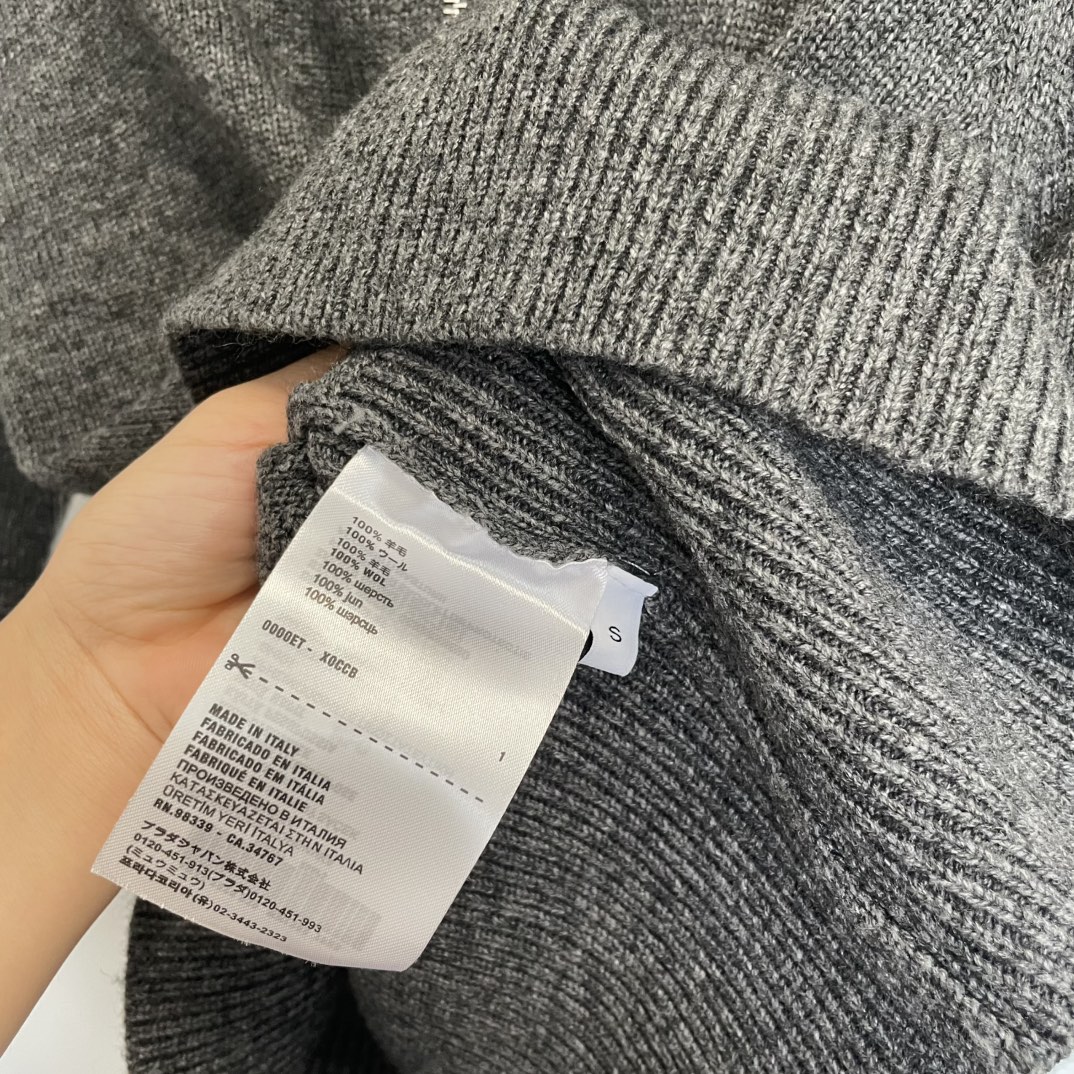 100% 羊毛
100% ウール
100% 羊毛
100% WOL
100% шерсть
100% jun
100% шэрсць
0000ET - X0CCB
1
MADE IN ITALY
FABRICADO EN ITALIA
FABRICADO EM ITÁLIA
FABRIQUÉ EN ITALIE
ПРОИЗВЕДЕНО В ИТАЛИЯ
ΚΑΤΑΣΚΕΥΑΖΕΤΑΙ ΣΤΗΝ ΙΤΑΛΙΑ
ÜRETİM YERİ İTALYA
RN.98339 - CA.34767
プラダジャパン株式会社
0120-451-913(プラダ)0120-451-993
(ミュウミュウ)
프라다코리아(유)02-3443-2323
S